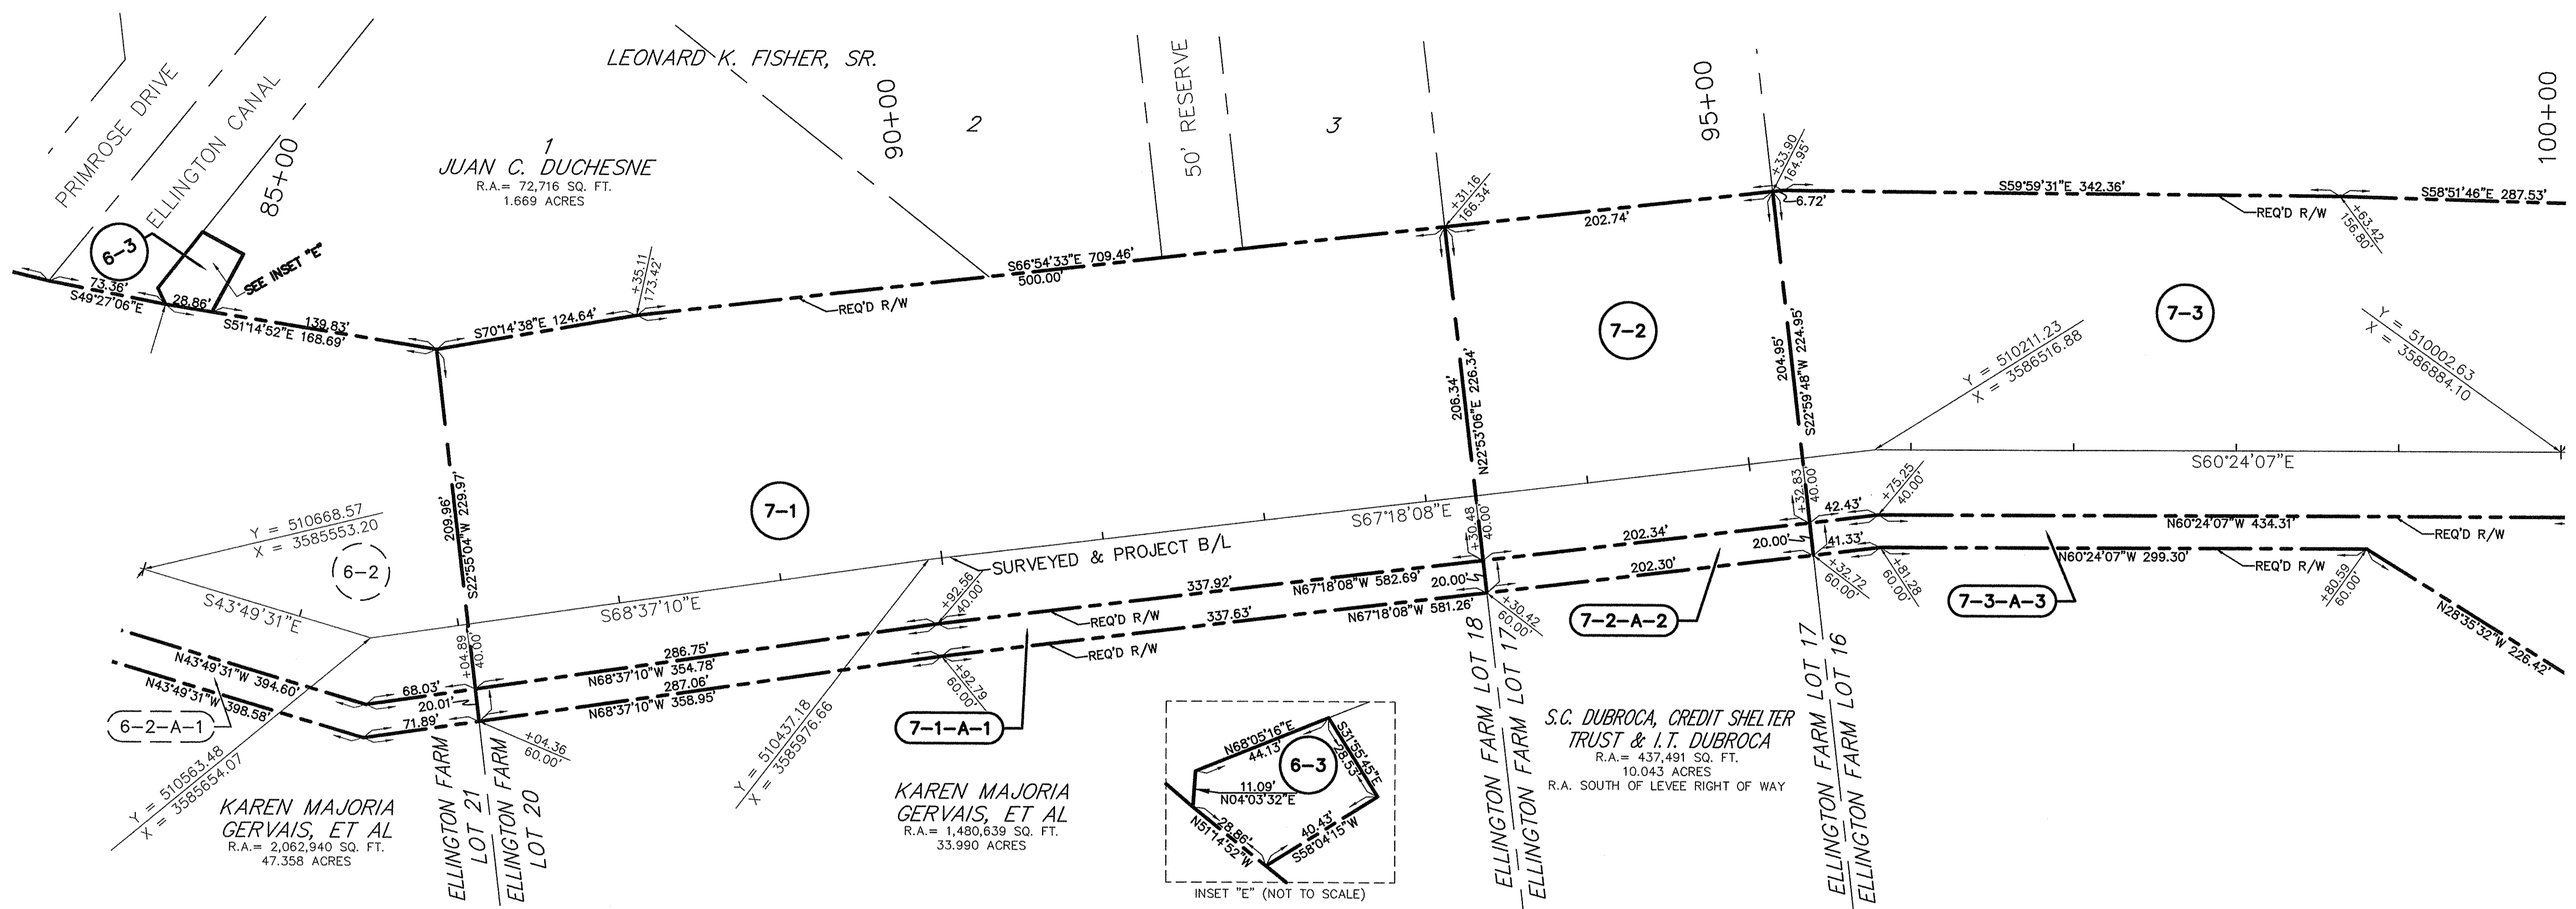 PRIMROSE DRIVE
ELLINGTON CANAL
85+00
LEONARD K. FISHER, SR.
1
JUAN C. DUCHESNE
R.A.= 72,716 SQ. FT.
1.669 ACRES
90+00
2
50' RESERVE
3
95+00
100+00
6-3
SEE INSET "E"
73.36'
S49°27'06"E
28.86'
139.83'
S51°14'52"E 168.69'
S70°14'38"E 124.64'
+35.11
173.42'
REQ'D R/W
S66°54'33"E 709.46'
500.00'
+31.16
166.34'
202.74'
+33.90
164.95'
6.72'
S59°59'31"E 342.36'
REQ'D R/W
+63.42
156.80'
S58°51'46"E 287.53'
7-1
7-2
7-3
209.96'
S22°55'04"W 229.97'
206.34'
N22°53'06"E 226.34'
204.95'
S22°59'48"W 224.95'
Y = 510211.23
X = 3586516.88
Y = 510002.63
X = 3586884.10
Y = 510668.57
X = 3585553.20
6-2
S43°49'31"E
S68°37'10"E
SURVEYED & PROJECT B/L
S67°18'08"E
S60°24'07"E
+04.89
40.00'
+92.56
40.00'
+30.48
40.00'
+32.83
40.00'
+75.25
40.00'
N43°49'31"W 394.60'
N43°49'31"W 398.58'
68.03'
20.01'
71.89'
286.75'
N68°37'10"W 354.78'
287.06'
N68°37'10"W 358.95'
REQ'D R/W
REQ'D R/W
337.92'
N67°18'08"W 582.69'
337.63'
N67°18'08"W 581.26'
20.00'
202.34'
202.30'
20.00'
42.43'
41.33'
N60°24'07"W 434.31'
REQ'D R/W
N60°24'07"W 299.30'
REQ'D R/W
N28°35'32"W 226.42'
+04.36
60.00'
+92.79
60.00'
+30.42
60.00'
+32.72
60.00'
+81.28
60.00'
+80.59
60.00'
6-2-A-1
7-1-A-1
7-2-A-2
7-3-A-3
Y = 510563.48
X = 3585654.07
Y = 510437.18
X = 3585976.66
KAREN MAJORIA
GERVAIS, ET AL
R.A.= 2,062,940 SQ. FT.
47.358 ACRES
ELLINGTON FARM
LOT 21
ELLINGTON FARM
LOT 20
KAREN MAJORIA
GERVAIS, ET AL
R.A.= 1,480,639 SQ. FT.
33.990 ACRES
N68°05'16"E
44.13'
S31°55'45"E
28.53'
6-3
11.09'
N04°03'32"E
28.86'
N51°14'52"W
40.43'
S58°04'15"W
INSET "E" (NOT TO SCALE)
ELLINGTON FARM LOT 18
ELLINGTON FARM LOT 17
S.C. DUBROCA, CREDIT SHELTER
TRUST & I.T. DUBROCA
R.A.= 437,491 SQ. FT.
10.043 ACRES
R.A. SOUTH OF LEVEE RIGHT OF WAY
ELLINGTON FARM LOT 17
ELLINGTON FARM LOT 16